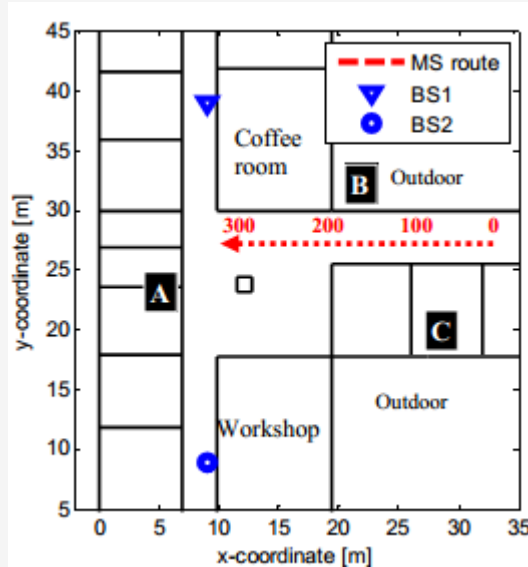 45
40
35
30
25
20
15
10
5
y-coordinate [m]
MS route
BS1
BS2
Coffee
room
B
Outdoor
300
200
100
0
A
C
Workshop
Outdoor
0
5
10
15
20
25
30
35
x-coordinate [m]